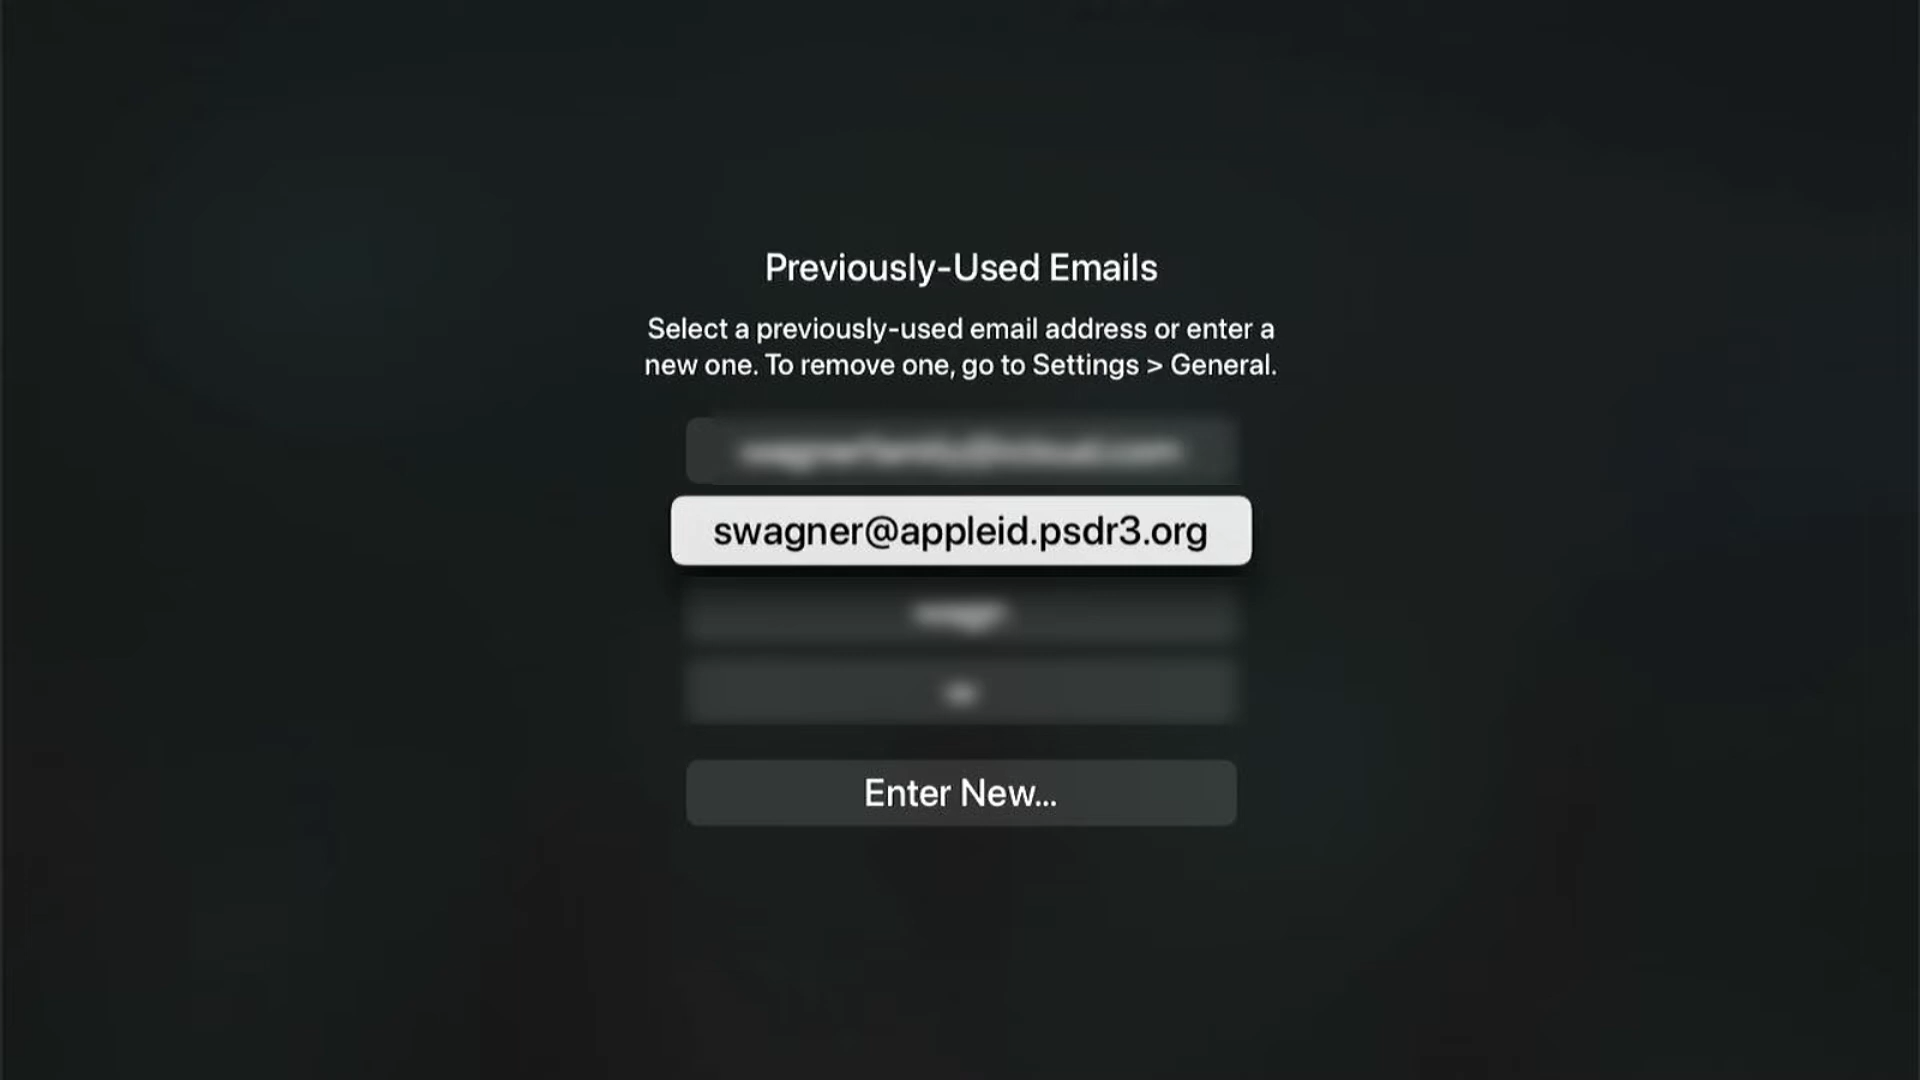 Previously-Used Emails
Select a previously-used email address or enter a
new one. To remove one, go to Settings > General.
swagner@appleid.psdr3.org
Enter New...